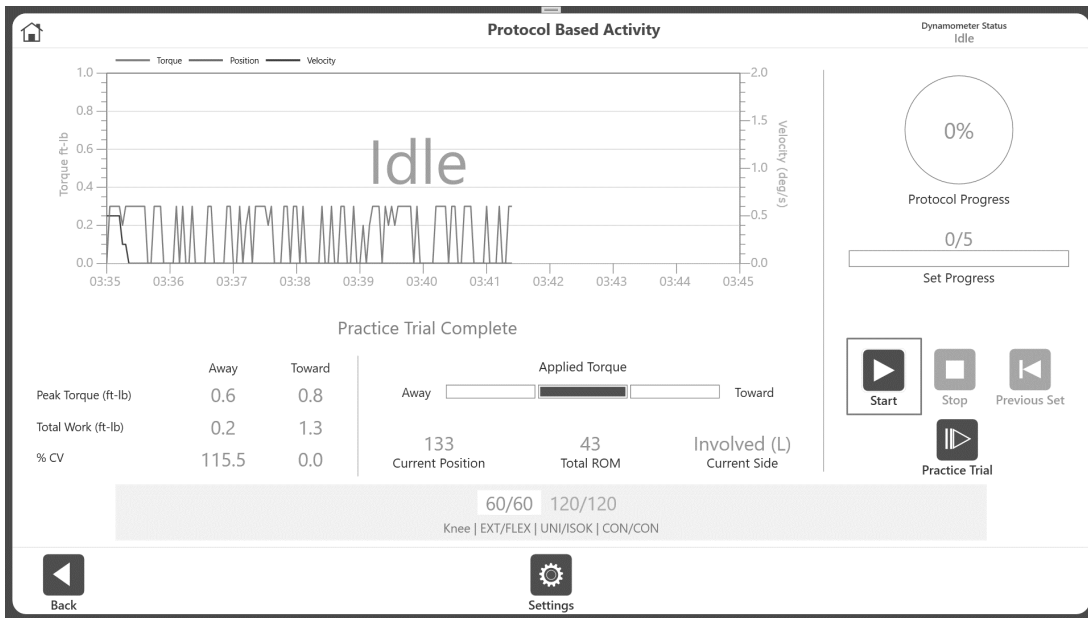 Protocol Based Activity
Dynamometer Status
Idle
Torque Position Velocity
1.0
0.8
0.6
0.4
0.2
0.0
Torque ft-lb
Idle
2.0
1.5
1.0
0.5
0.0
Velocity (deg/s)
03:35 03:36 03:37 03:38 03:39 03:40 03:41 03:42 03:43 03:44 03:45
0%
Protocol Progress
0/5
Set Progress
Practice Trial Complete
Away Toward
Peak Torque (ft-lb) 0.6 0.8
Total Work (ft-lb) 0.2 1.3
% CV 115.5 0.0
Applied Torque
Away Toward
133 43 Involved (L)
Current Position Total ROM Current Side
Start Stop Previous Set
Practice Trial
60/60 120/120
Knee | EXT/FLEX | UNI/ISOK | CON/CON
Back Settings